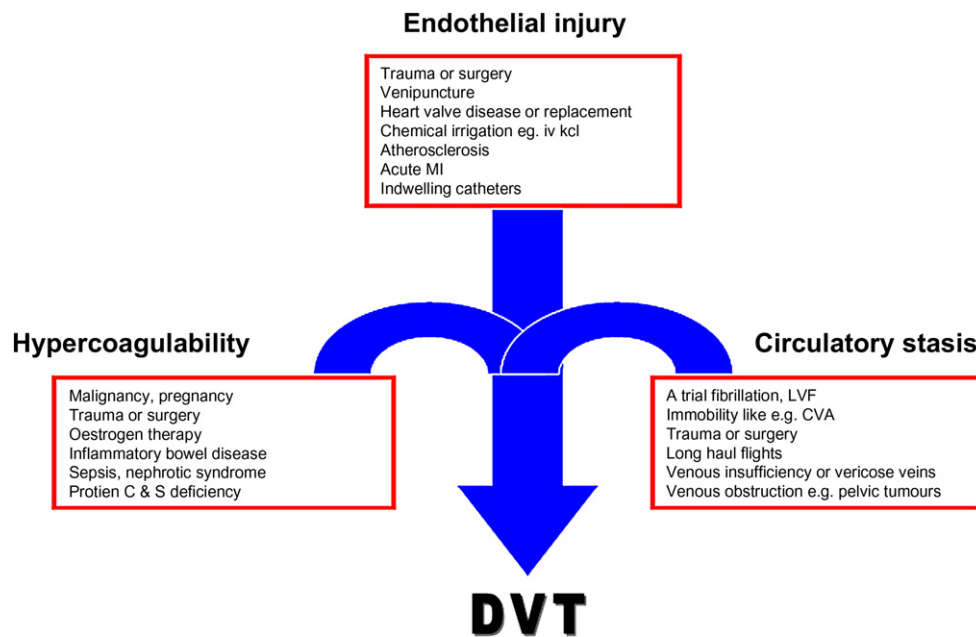 Endothelial injury
Trauma or surgery
Venipuncture
Heart valve disease or replacement
Chemical irrigation eg. iv kcl
Atherosclerosis
Acute MI
Indwelling catheters
Hypercoagulability
Malignancy, pregnancy
Trauma or surgery
Oestrogen therapy
Inflammatory bowel disease
Sepsis, nephrotic syndrome
Protien C & S deficiency
Circulatory stasis
A trial fibrillation, LVF
Immobility like e.g. CVA
Trauma or surgery
Long haul flights
Venous insufficiency or vericose veins
Venous obstruction e.g. pelvic tumours
DVT